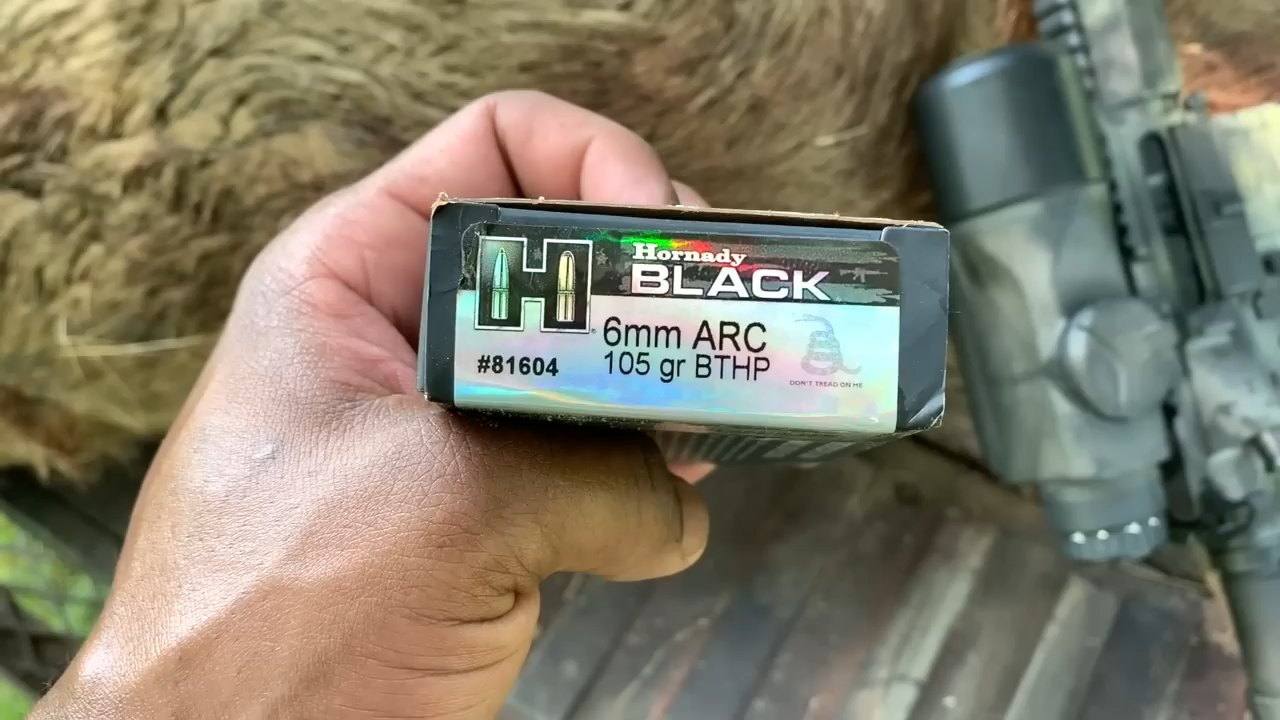 H
Hornady
BLACK
6mm ARC
105 gr BTHP
#81604
DON'T TREAD ON ME